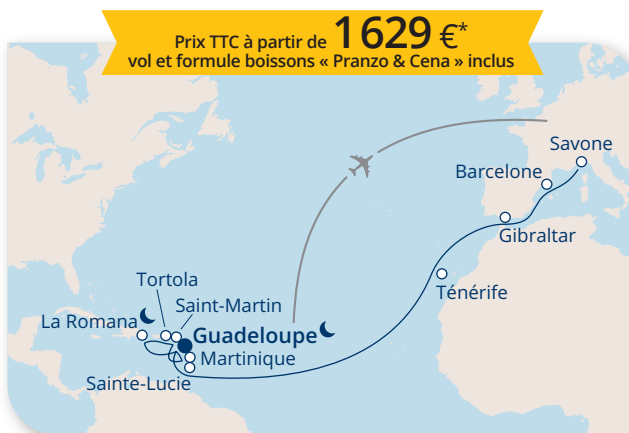 Prix TTC à partir de 1 629 €*
vol et formule boissons « Pranzo & Cena » inclus
Savone
Barcelone
Gibraltar
Ténérife
Tortola
Saint-Martin
La Romana
Guadeloupe
Martinique
Sainte-Lucie